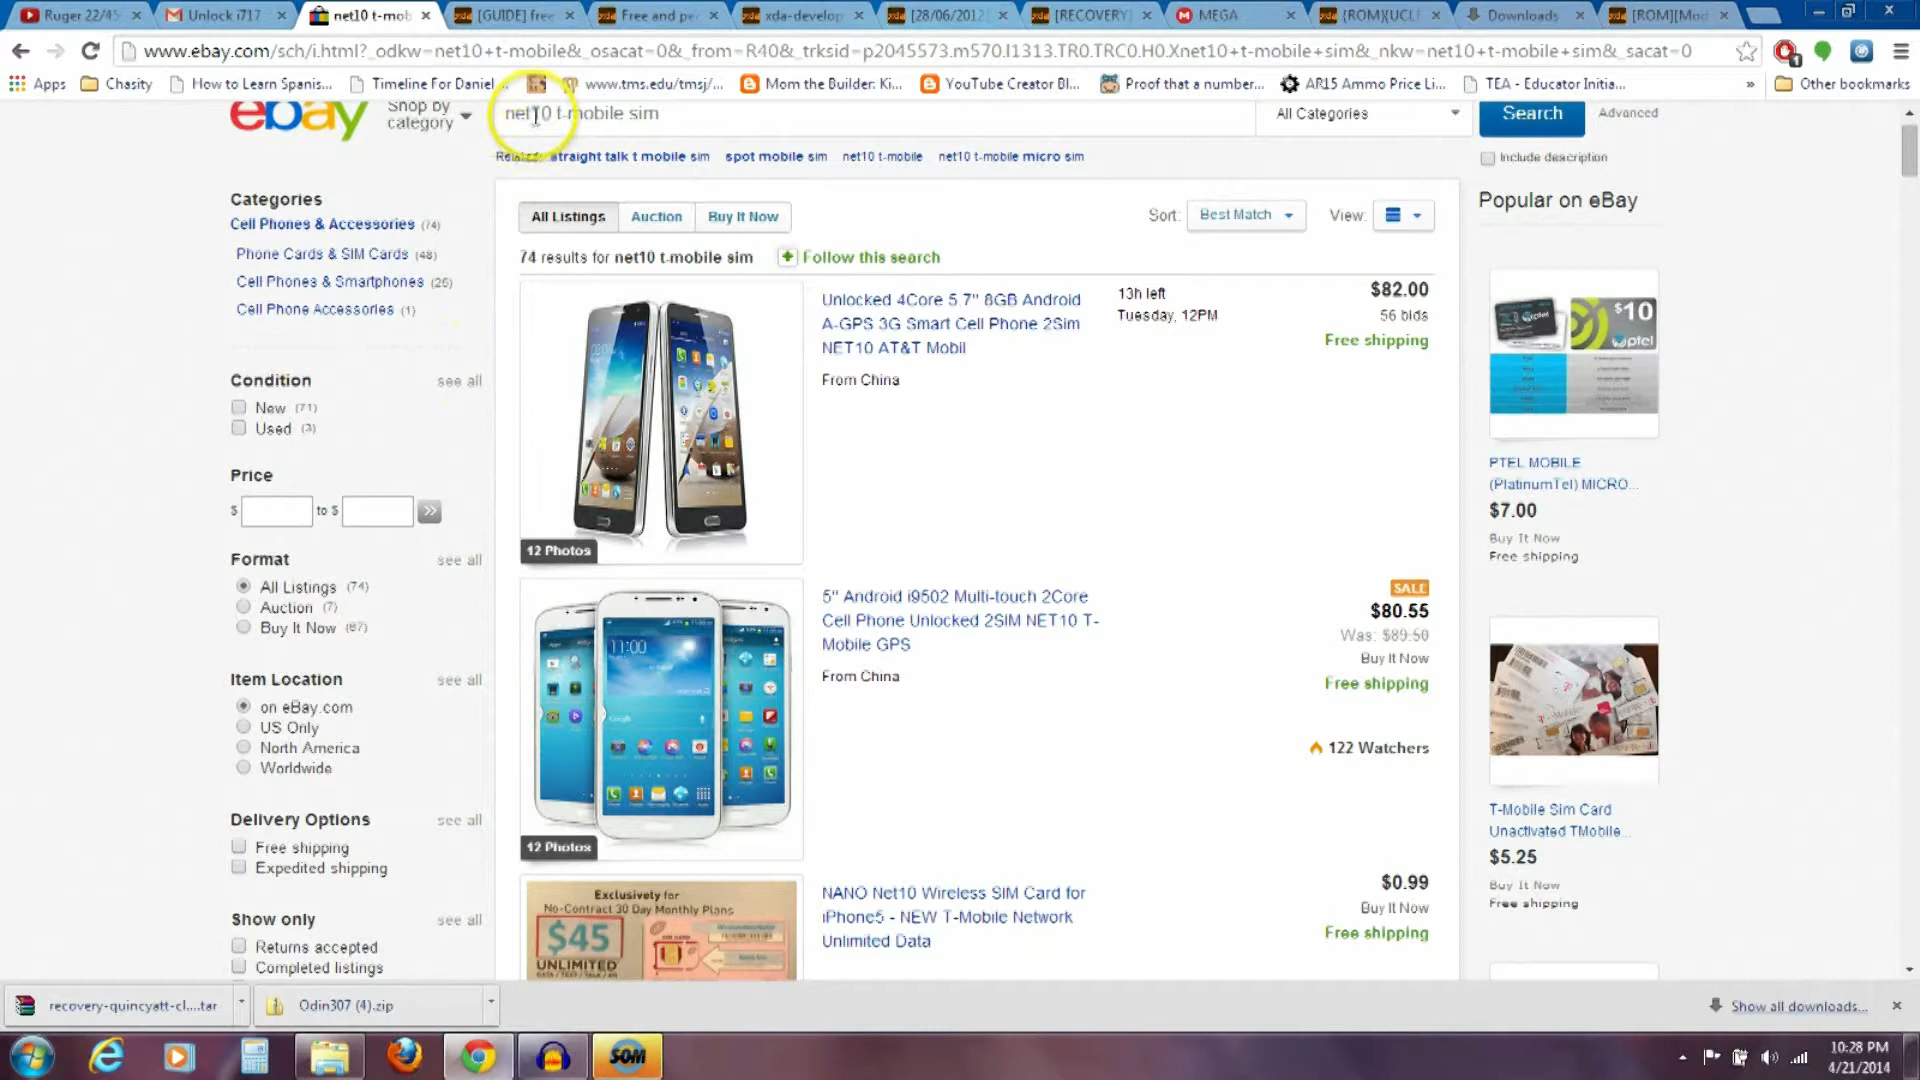 Ruger 22/45
Unlock i717
net10 t-mob
[GUIDE] free
Free and pe
xda-develop
[28/06/2012]
[RECOVERY]
MEGA
[ROM][UCLF
Downloads
[ROM][Mod
www.ebay.com/sch/i.html?_odkw=net10+t-mobile&_osacat=0&_from=R40&_trksid=p2045573.m570.l1313.TR0.TRC0.H0.Xnet10+t-mobile+sim&_nkw=net10+t-mobile+sim&_sacat=0
Apps
Chasity
How to Learn Spanis...
Timeline For Daniel
www.tms.edu/tmsj/...
Mom the Builder: Ki...
YouTube Creator Bl...
Proof that a number...
AR15 Ammo Price Li...
TEA - Educator Initia...
»
Other bookmarks
ebay
Shop by
category
net10 t-mobile sim
All Categories
Search
Advanced
straight talk t mobile sim
spot mobile sim
net10 t-mobile
net10 t-mobile micro sim
Include description
Categories
Cell Phones & Accessories (74)
Phone Cards & SIM Cards (48)
Cell Phones & Smartphones (25)
Cell Phone Accessories (1)
Condition see all
New (71)
Used (3)
Price
$ to $
Format see all
All Listings (74)
Auction (7)
Buy It Now (67)
Item Location see all
on eBay.com
US Only
North America
Worldwide
Delivery Options see all
Free shipping
Expedited shipping
Show only see all
Returns accepted
Completed listings
All Listings
Auction
Buy It Now
Sort: Best Match
View:
74 results for net10 t-mobile sim
Follow this search
Unlocked 4Core 5.7" 8GB Android
A-GPS 3G Smart Cell Phone 2Sim
NET10 AT&T Mobil
From China
13h left
Tuesday, 12PM
$82.00
56 bids
Free shipping
12 Photos
5" Android i9502 Multi-touch 2Core
Cell Phone Unlocked 2SIM NET10 T-
Mobile GPS
From China
SALE
$80.55
Was: $89.50
Buy It Now
Free shipping
122 Watchers
11:00
12 Photos
Exclusively for
No-Contract 30 Day Monthly Plans
$45
UNLIMITED
NANO Net10 Wireless SIM Card for
iPhone5 - NEW T-Mobile Network
Unlimited Data
$0.99
Buy It Now
Free shipping
Popular on eBay
$10
ptel
PTEL MOBILE
(PlatinumTel) MICRO...
$7.00
Buy It Now
Free shipping
T-Mobile Sim Card
Unactivated TMobile...
$5.25
Buy It Now
Free shipping
recovery-quincyatt-cl....tar
Odin307 (4).zip
Show all downloads...
SOM
10:28 PM
4/21/2014